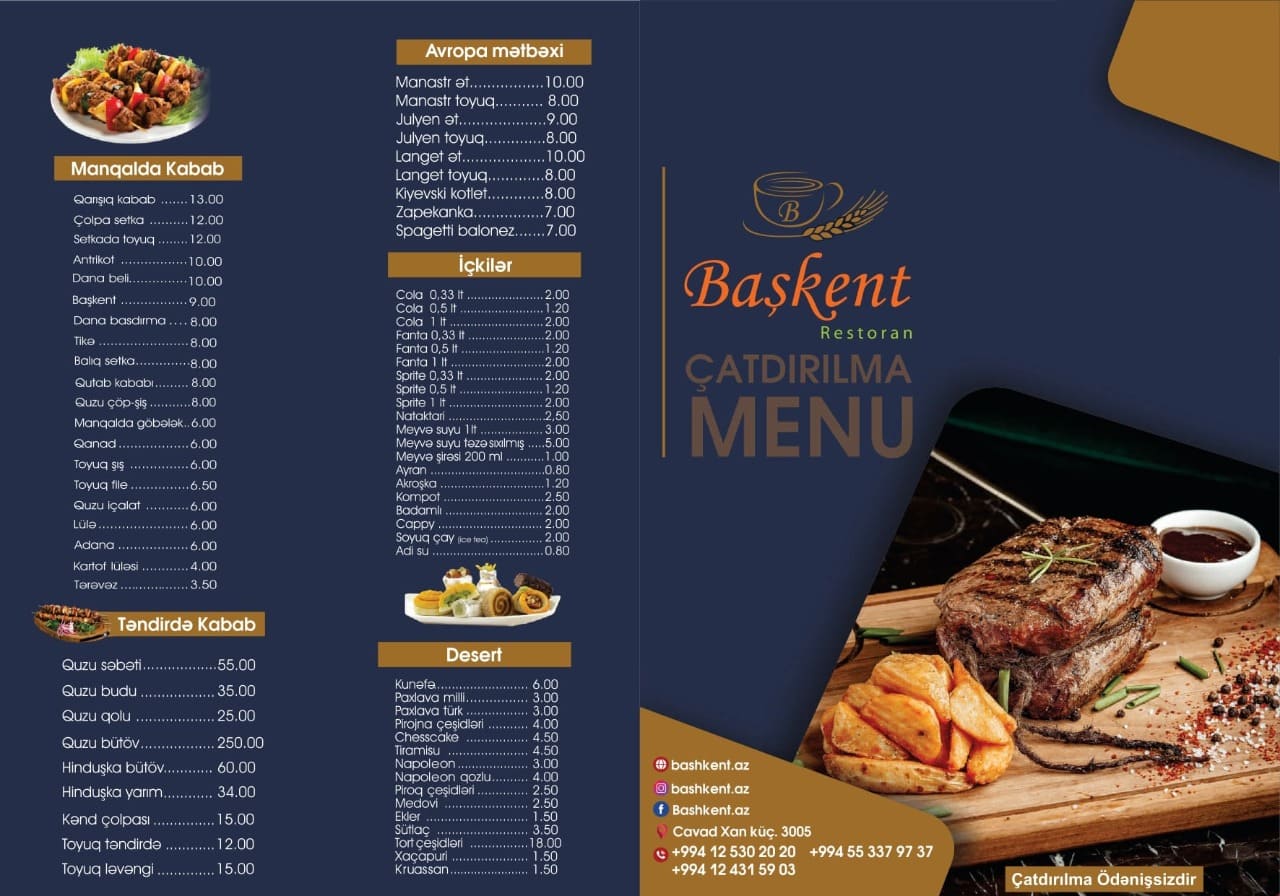 Manqalda Kabab
Qarışıq kabab .......13.00
Çolpa setka ..........12.00
Setkada toyuq ........12.00
Antrikot .................10.00
Dana beli...............10.00
Başkent .................9.00
Dana basdırma .... 8.00
Tikə .......................8.00
Balıq setka..............8.00
Qutab kababı......... 8.00
Quzu çöp-şiş ..........8.00
Manqalda göbələk..6.00
Qanad..................6.00
Toyuq şış ...............6.00
Toyuq file ...............6.50
Quzu içalat ...........6.00
Lülə.......................6.00
Adana ..................6.00
Kartof lüləsi ............4.00
Tərəvəz .................3.50
Təndirdə Kabab
Quzu səbəti..................55.00
Quzu budu ..................35.00
Quzu qolu ...................25.00
Quzu bütöv..................250.00
Hinduşka bütöv............ 60.00
Hinduşka yarım............ 34.00
Kənd çolpası ...............15.00
Toyuq təndirdə ............12.00
Toyuq ləvəngi ..............15.00
Avropa mətbəxi
Manastr ət..................10.00
Manastr toyuq........... 8.00
Julyen ət....................9.00
Julyen toyuq..............8.00
Langet ət...................10.00
Langet toyuq.............8.00
Kiyevski kotlet.............8.00
Zapekanka................7.00
Spagetti balonez.......7.00
İçkilər
Cola 0,33 lt ......................2.00
Cola 0,5 lt .........................1.20
Cola 1 lt ...........................2.00
Fanta 0,33 lt ......................2.00
Fanta 0,5 lt ........................1.20
Fanta 1 lt ..........................2.00
Sprite 0,33 lt ......................2.00
Sprite 0,5 lt ........................1.20
Sprite 1 lt ..........................2.00
Nataktari ...........................2,50
Meyvə suyu 1lt ..................3.00
Meyvə suyu təzə sıxılmış .....5.00
Meyvə şirəsi 200 ml ...........1.00
Ayran ................................0.80
Akroşka .............................1.20
Kompot .............................2.50
Badamlı .............................2.00
Cappy ...............................2.00
Soyuq çay (ice tea) ...............2.00
Adi su ................................0.80
Desert
Kunəfə.......................... 6.00
Paxlava milli.................. 3.00
Paxlava türk .................. 3.00
Pirojna çeşidləri ........... 4.00
Chesscake .................. 4.50
Tiramisu ....................... 4.50
Napoleon.................... 3.00
Napoleon qozlu.......... 4.00
Piroq çeşidləri .............. 2.50
Medovi ........................ 2.50
Ekler ............................ 1.50
Sütlaç .......................... 3.50
Tort çeşidləri .................18.00
Xaçapuri ...................... 1.50
Kruassan...................... 1.50
B
Başkent
Restoran
ÇATDIRILMA
MENU
bashkent.az
bashkent.az
Bashkent.az
Cavad Xan küç. 3005
+994 12 530 20 20 +994 55 337 97 37
+994 12 431 59 03
Çatdırılma Ödənişsizdir